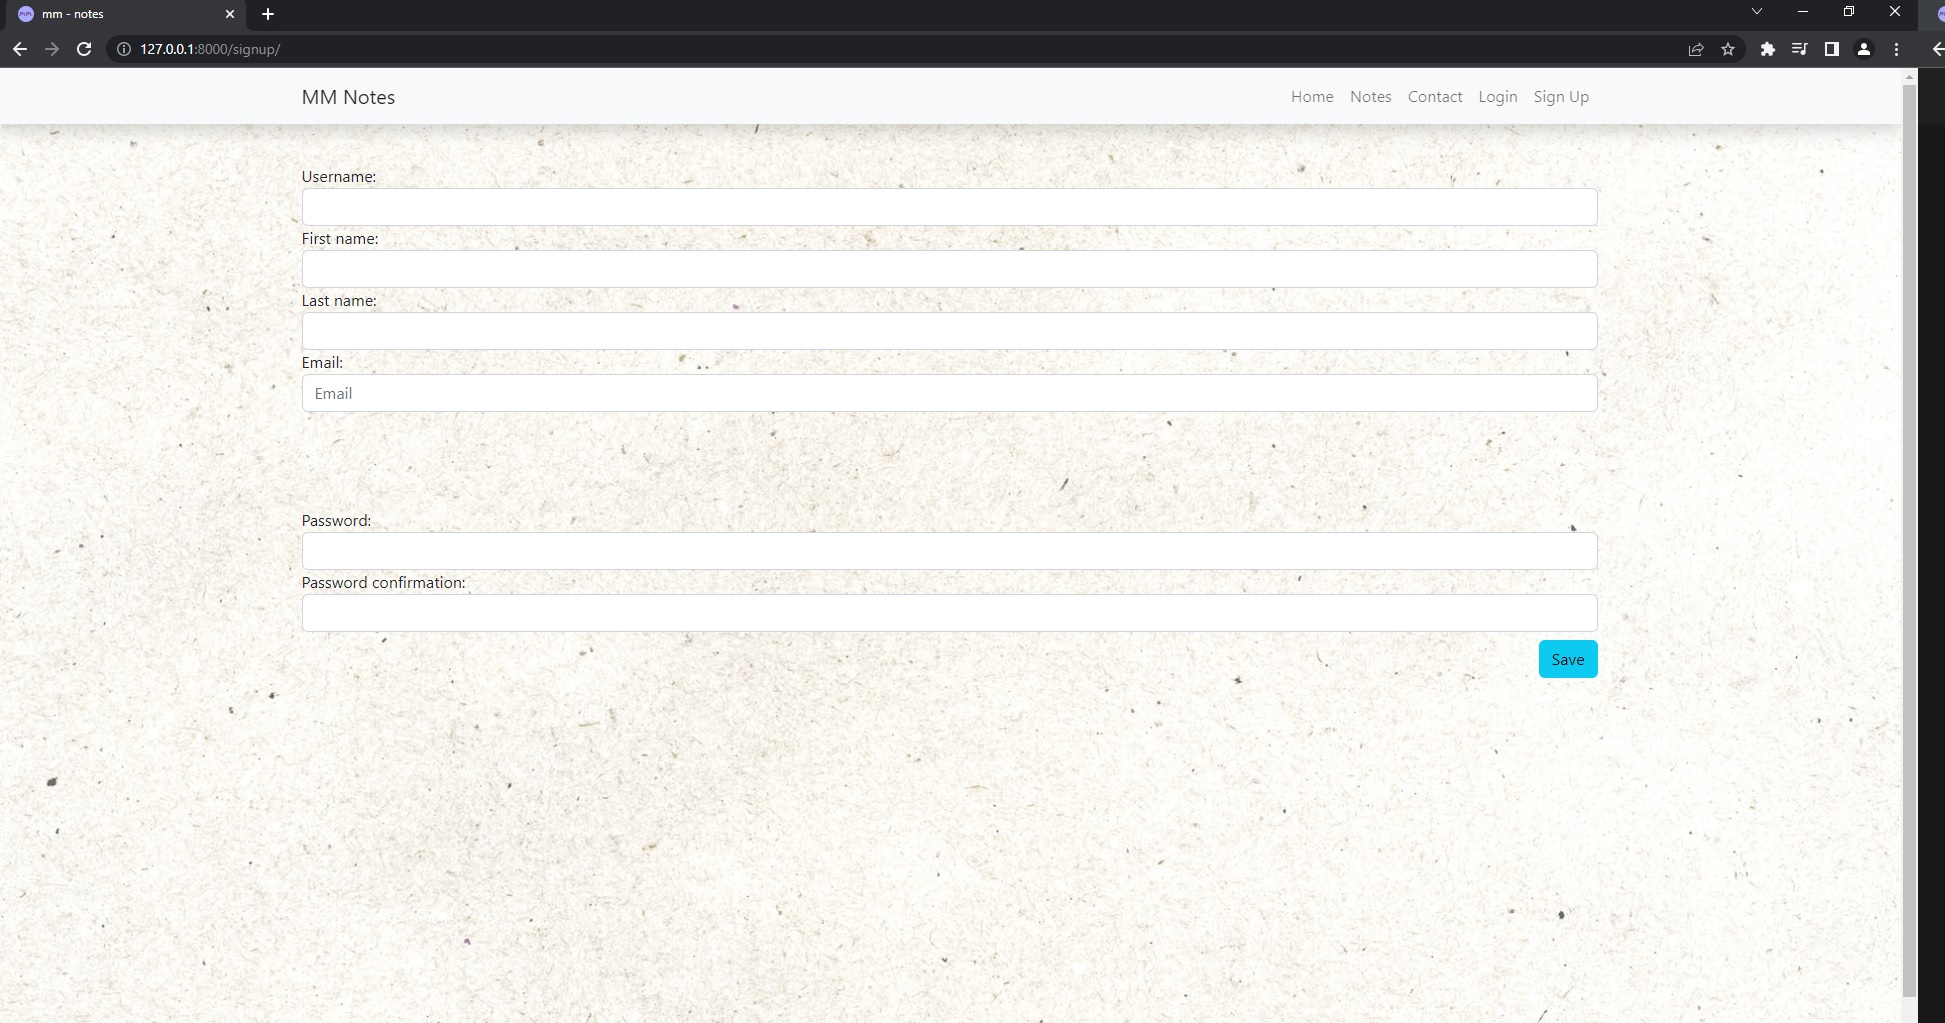 mm - notes
127.0.0.1:8000/signup/
MM Notes
Home Notes Contact Login Sign Up
Username:
First name:
Last name:
Email:
Email
Password:
Password confirmation:
Save